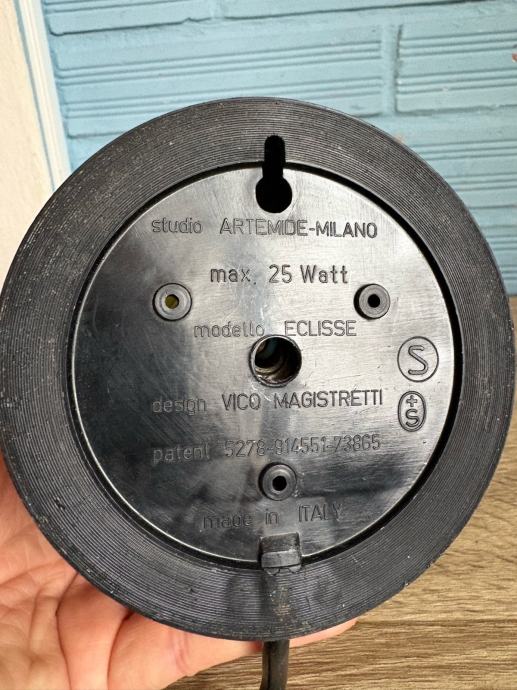 studio ARTEMIDE-MILANO
max. 25 Watt
modello ECLISSE
S
design VICO MAGISTRETTI
+S
patent 5278-914551-73865
made in ITALY